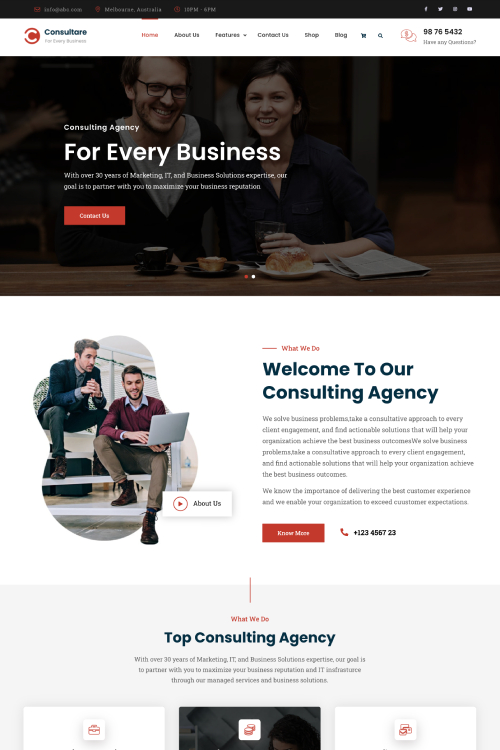 info@abc.com Melbourne, Australia 10PM - 6PM
Consultare
For Every Business
Home About Us Features Contact Us Shop Blog
98 76 5432
Have any Questions?
Consulting Agency
For Every Business
With over 30 years of Marketing, IT, and Business Solutions expertise, our
goal is to partner with you to maximize your business reputation
Contact Us
What We Do
Welcome To Our
Consulting Agency
We solve business problems,take a consultative approach to every
client engagement, and find actionable solutions that will help your
organization achieve the best business outcomesWe solve business
problems,take a consultative approach to every client engagement,
and find actionable solutions that will help your organization achieve
the best business outcomes.
We know the importance of delivering the best customer experience
and we enable your organization to exceed cuustomer expectations.
About Us
Know More
+123 4567 23
What We Do
Top Consulting Agency
With over 30 years of Marketing, IT, and Business Solutions expertise, our goal is
to partner with you to maximize your business reputation and IT insfrasturce
through our managed services and business solutions.